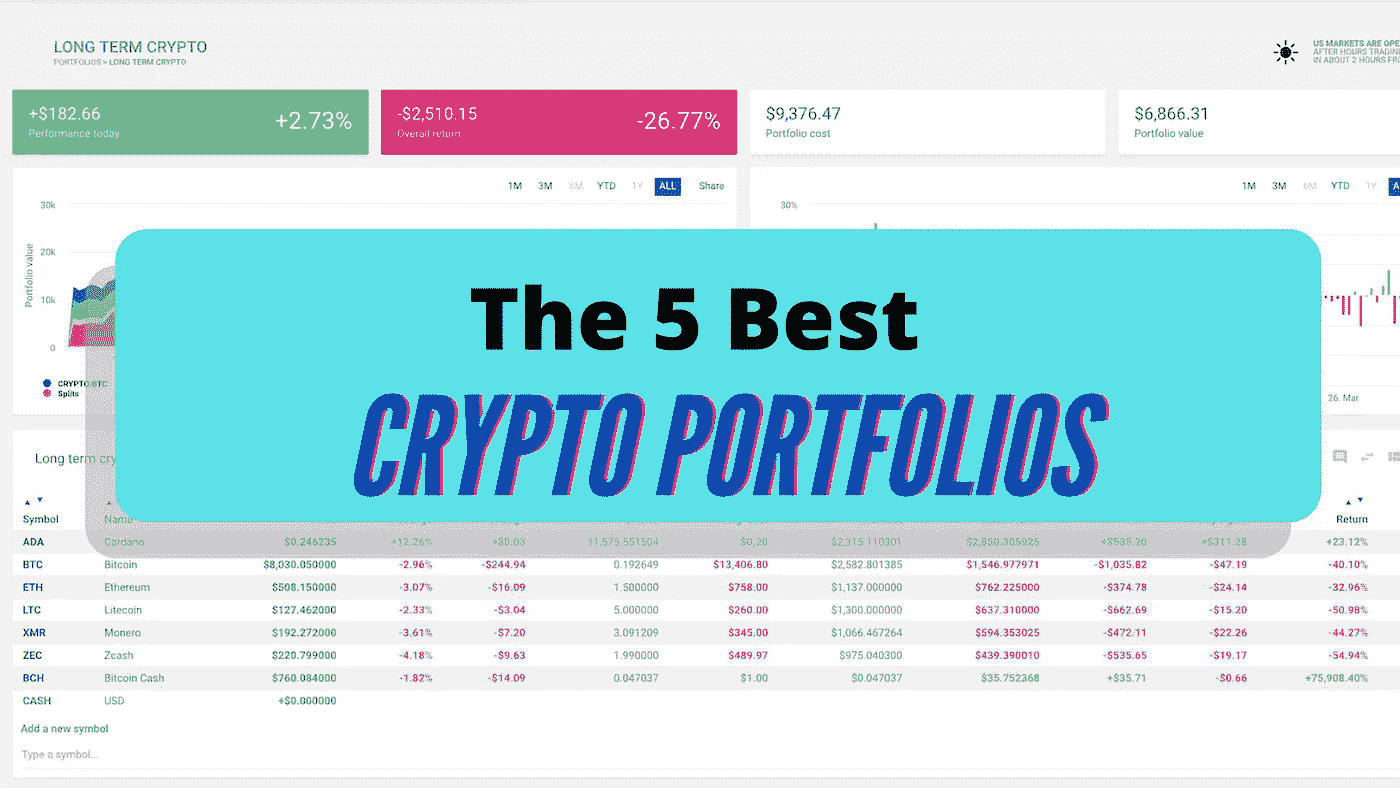 LONG TERM CRYPTO
PORTFOLIOS > LONG TERM CRYPTO
US MARKETS ARE OPE
AFTER HOURS TRADING
IN ABOUT 2 HOURS FRO
+$182.66
Performance today
+2.73%
-$2,510.15
Overall return
-26.77%
$9,376.47
Portfolio cost
$6,866.31
Portfolio value
1M 3M 6M YTD 1Y ALL Share
1M 3M 6M YTD 1Y A
30k
20k
10k
0
Portfolio value
30%
CRYPTO:BTC
Splits
26. Mar
The 5 Best
CRYPTO PORTFOLIOS
Long term cry
Symbol Name Return
ADA Cardano $0.246235 +12.26% +$0.03 11,575.551504 $0.20 $2,315.110301 $2,850.305925 +$535.20 +$311.28 +23.12%
BTC Bitcoin $8,030.050000 -2.96% -$244.94 0.192649 $13,406.80 $2,582.801385 $1,546.977971 -$1,035.82 -$47.19 -40.10%
ETH Ethereum $508.150000 -3.07% -$16.09 1.500000 $758.00 $1,137.000000 $762.225000 -$374.78 -$24.14 -32.96%
LTC Litecoin $127.462000 -2.33% -$3.04 5.000000 $260.00 $1,300.000000 $637.310000 -$662.69 -$15.20 -50.98%
XMR Monero $192.272000 -3.61% -$7.20 3.091209 $345.00 $1,066.467264 $594.353025 -$472.11 -$22.26 -44.27%
ZEC Zcash $220.799000 -4.18% -$9.63 1.990000 $489.97 $975.040300 $439.390010 -$535.65 -$19.17 -54.94%
BCH Bitcoin Cash $760.084000 -1.82% -$14.09 0.047037 $1.00 $0.047037 $35.752368 +$35.71 -$0.66 +75,908.40%
CASH USD +$0.000000
Add a new symbol
Type a symbol...